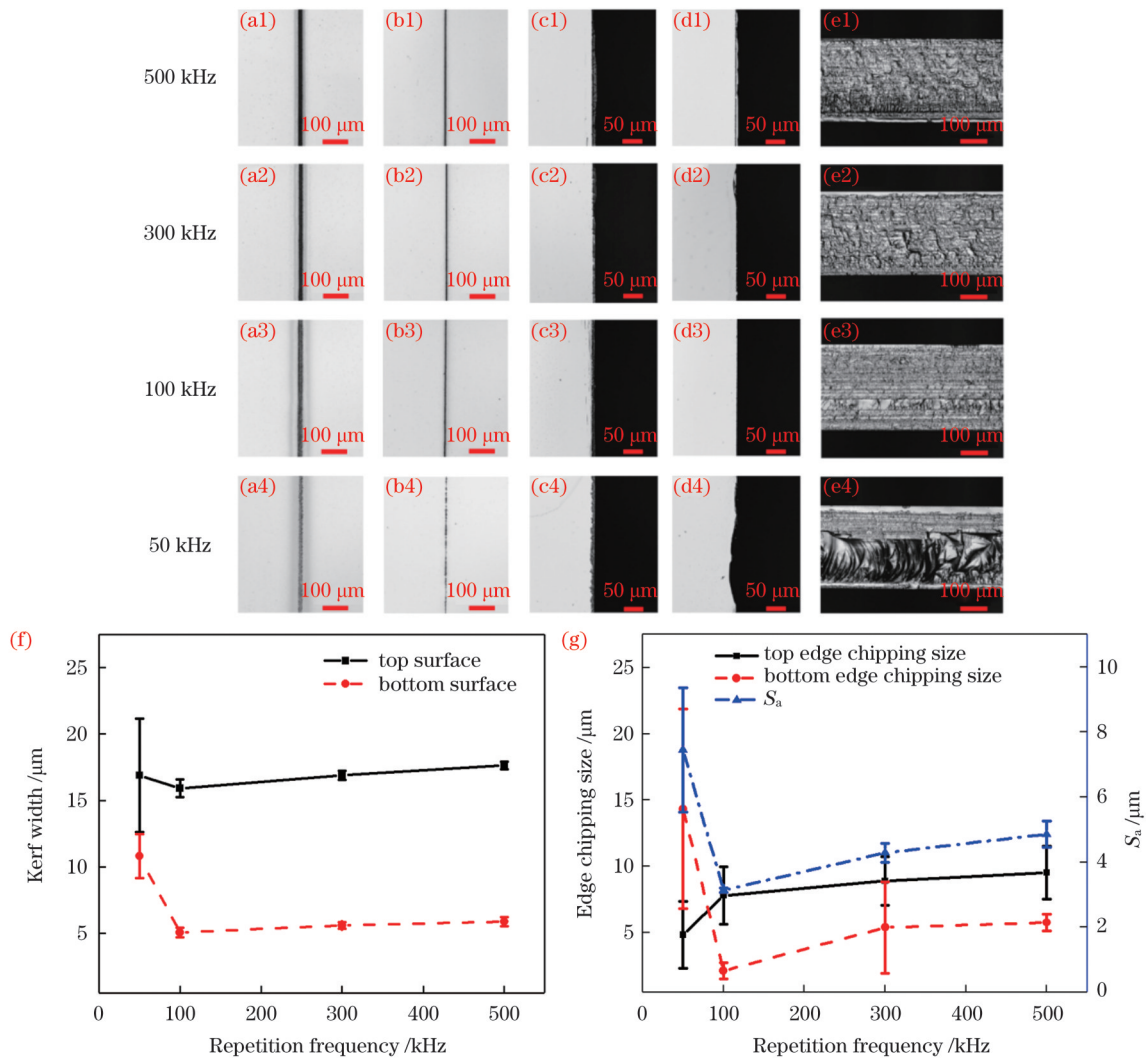 (a1) (b1) (c1) (d1) (e1)
500 kHz
100 μm 100 μm 50 μm 50 μm 100 μm
(a2) (b2) (c2) (d2) (e2)
300 kHz
100 μm 100 μm 50 μm 50 μm 100 μm
(a3) (b3) (c3) (d3) (e3)
100 kHz
100 μm 100 μm 50 μm 50 μm 100 μm
(a4) (b4) (c4) (d4) (e4)
50 kHz
100 μm 100 μm 50 μm 50 μm 100 μm
(f)
top surface
bottom surface
Kerf width /μm
25
20
15
10
5
0 100 200 300 400 500
Repetition frequency /kHz
(g)
top edge chipping size
bottom edge chipping size
Sa
Edge chipping size /μm
25
20
15
10
5
Sa /μm
10
8
6
4
2
0
0 100 200 300 400 500
Repetition frequency /kHz